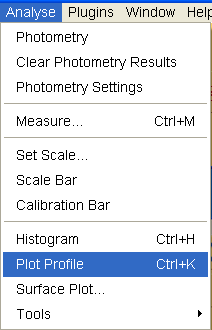 Analyse Plugins Window Help
Photometry
Clear Photometry Results
Photometry Settings
Measure... Ctrl+M
Set Scale...
Scale Bar
Calibration Bar
Histogram Ctrl+H
Plot Profile Ctrl+K
Surface Plot...
Tools